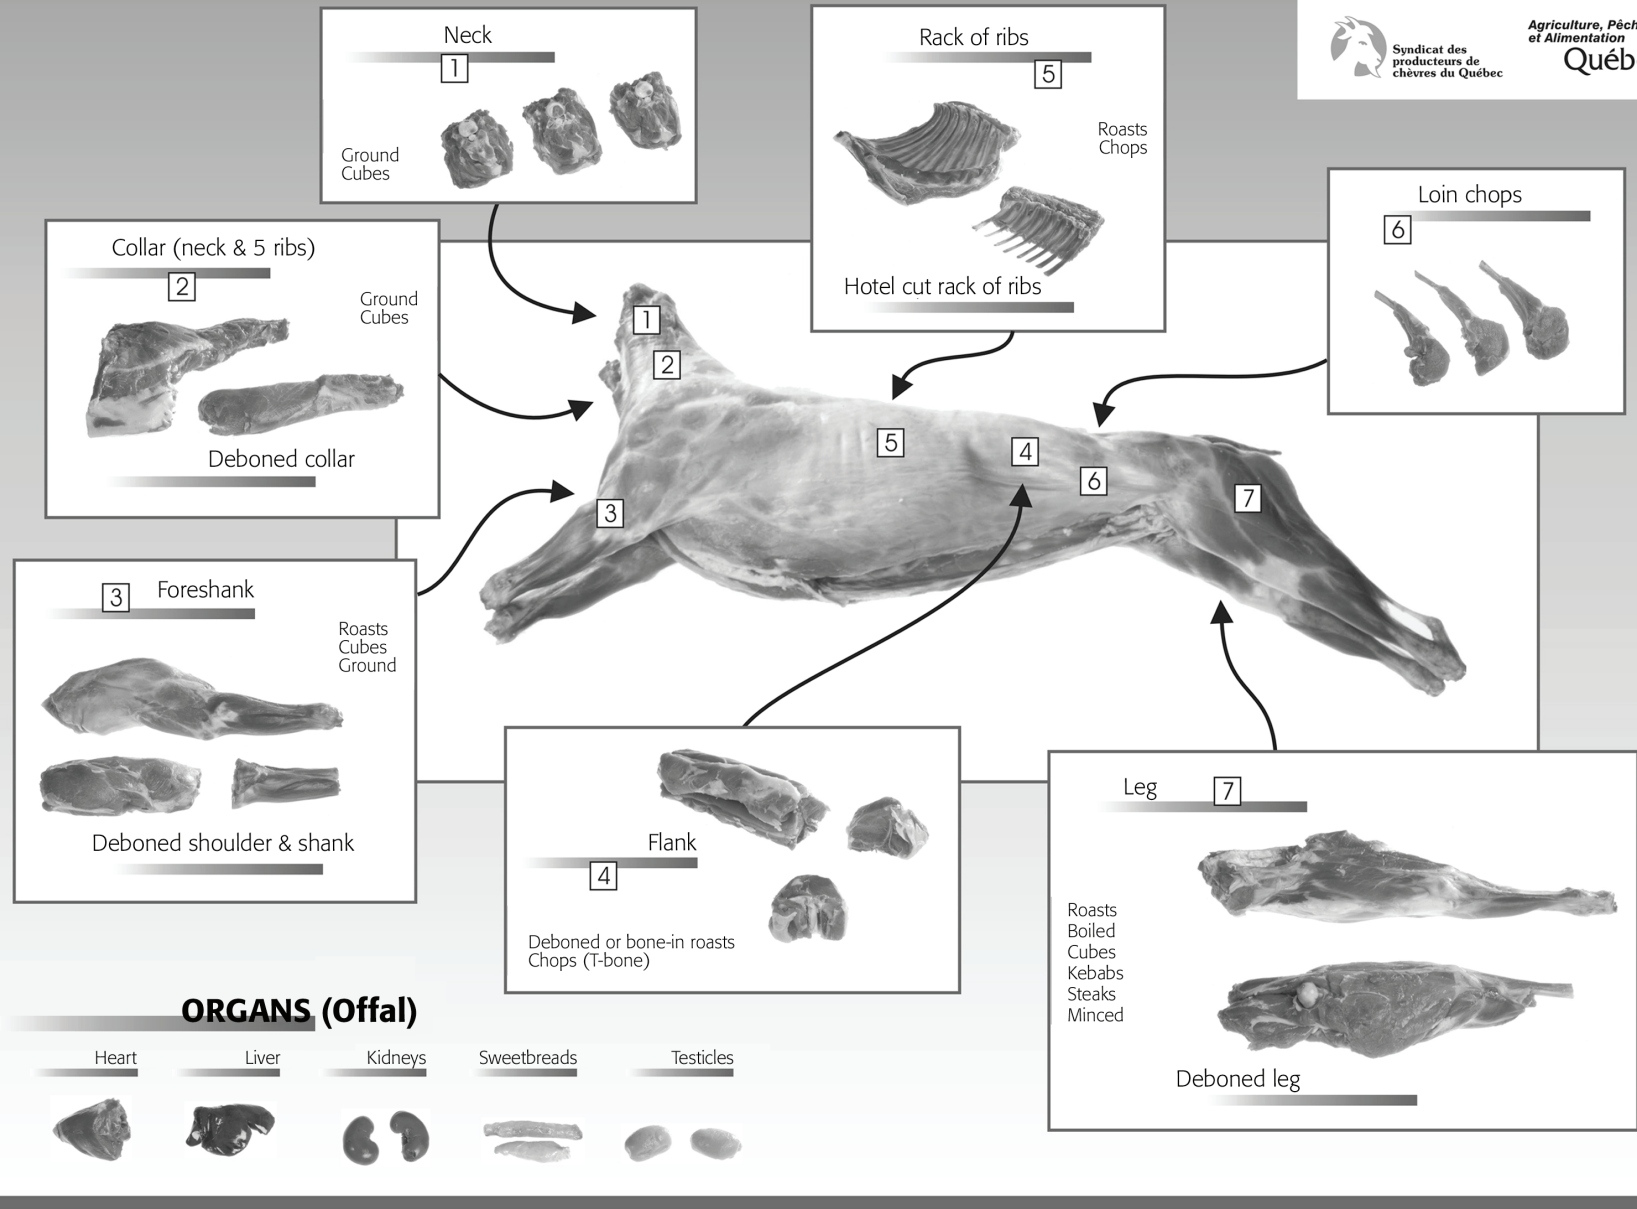 Neck
1
Ground
Cubes
Rack of ribs
5
Roasts
Chops
Hotel cut rack of ribs
Syndicat des
producteurs de
chèvres du Québec
Agriculture, Pêch
et Alimentation
Québ
Loin chops
6
Collar (neck & 5 ribs)
2
Ground
Cubes
Deboned collar
1
2
3
5
4
6
7
3
Foreshank
Roasts
Cubes
Ground
Deboned shoulder & shank
Flank
4
Deboned or bone-in roasts
Chops (T-bone)
Leg
7
Roasts
Boiled
Cubes
Kebabs
Steaks
Minced
Deboned leg
ORGANS (Offal)
Heart
Liver
Kidneys
Sweetbreads
Testicles